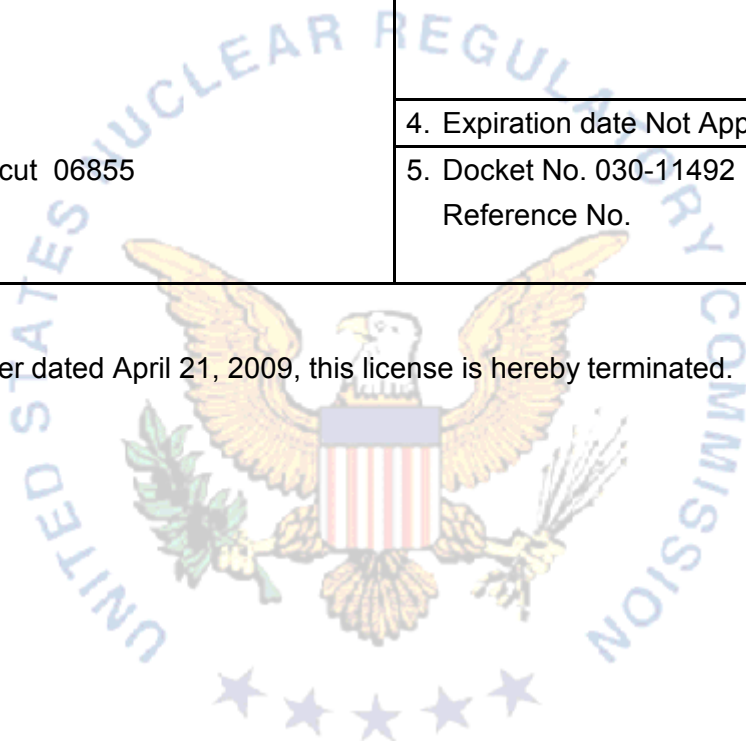 UNITED STATES NUCLEAR REGULATORY COMMISSION
4. Expiration date Not App
cut 06855
5. Docket No. 030-11492
Reference No.
er dated April 21, 2009, this license is hereby terminated.